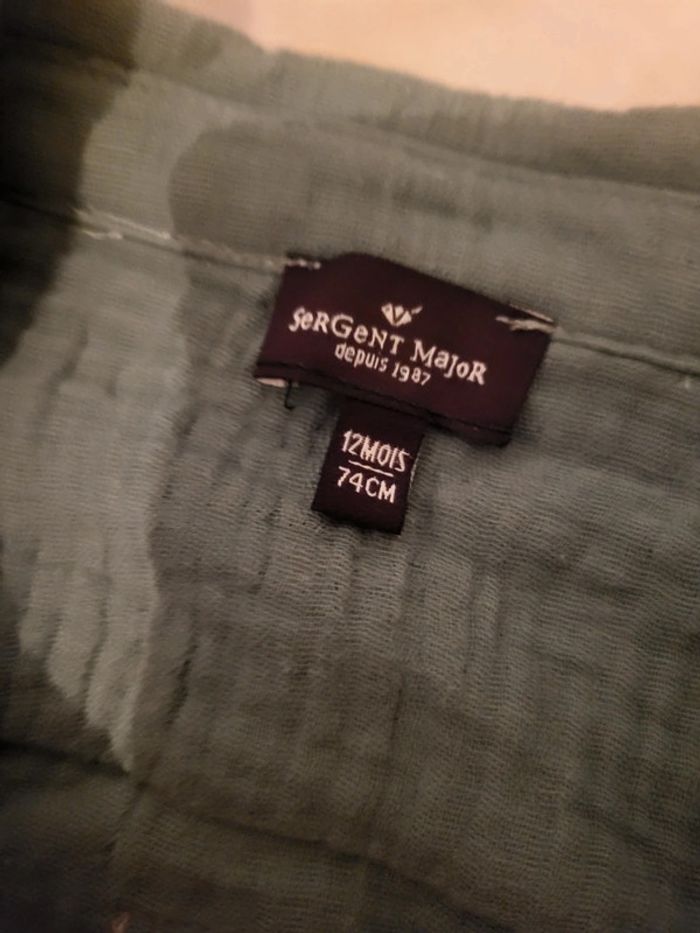 SeRGeNT MaJoR
depuis 1987
12MOIS
74CM